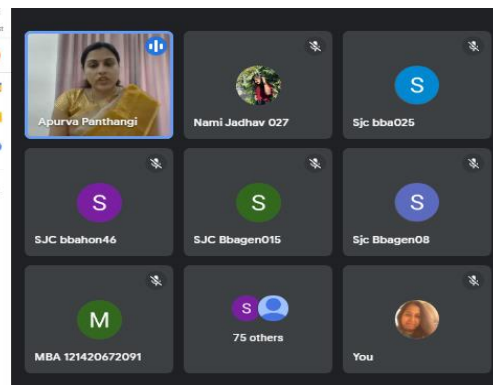 Apurva Panthangi
Nami Jadhav 027
S
Sjc bba025
S
SJC bbahon46
S
SJC Bbagen015
S
Sjc Bbagen08
M
MBA 121420672091
S
75 others
You